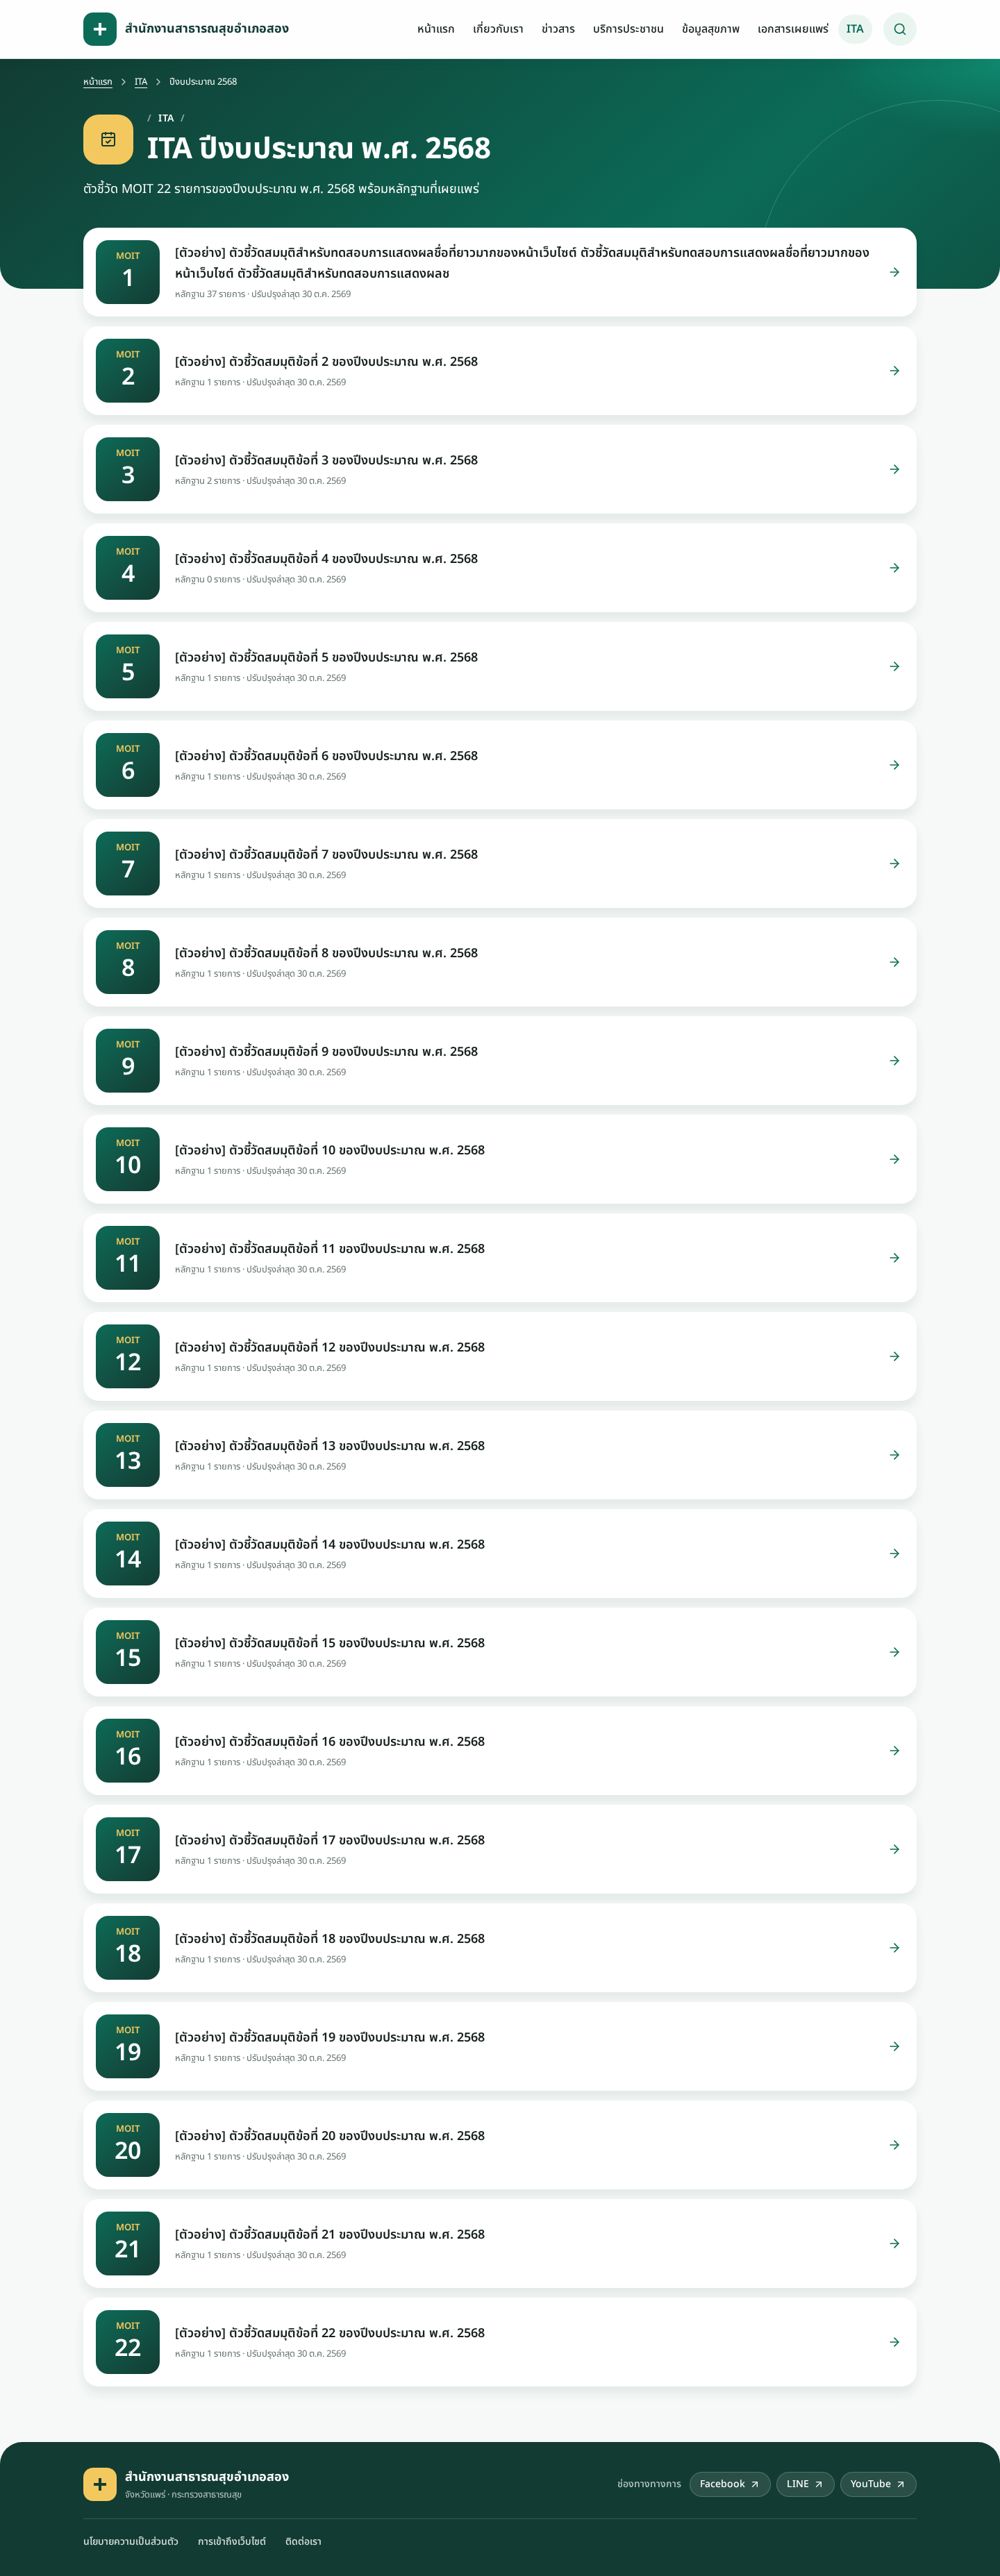 สำนักงานสาธารณสุขอำเภอสอง
หน้าแรก เกี่ยวกับเรา ข่าวสาร บริการประชาชน ข้อมูลสุขภาพ เอกสารเผยแพร่ ITA
หน้าแรก ITA ปีงบประมาณ 2568
/ ITA /
ITA ปีงบประมาณ พ.ศ. 2568
ตัวชี้วัด MOIT 22 รายการของปีงบประมาณ พ.ศ. 2568 พร้อมหลักฐานที่เผยแพร่
MOIT
1
[ตัวอย่าง] ตัวชี้วัดสมมุติสำหรับทดสอบการแสดงผลชื่อที่ยาวมากของหน้าเว็บไซต์ ตัวชี้วัดสมมุติสำหรับทดสอบการแสดงผลชื่อที่ยาวมากของ
หน้าเว็บไซต์ ตัวชี้วัดสมมุติสำหรับทดสอบการแสดงผลช
หลักฐาน 37 รายการ · ปรับปรุงล่าสุด 30 ต.ค. 2569
MOIT
2
[ตัวอย่าง] ตัวชี้วัดสมมุติข้อที่ 2 ของปีงบประมาณ พ.ศ. 2568
หลักฐาน 1 รายการ · ปรับปรุงล่าสุด 30 ต.ค. 2569
MOIT
3
[ตัวอย่าง] ตัวชี้วัดสมมุติข้อที่ 3 ของปีงบประมาณ พ.ศ. 2568
หลักฐาน 2 รายการ · ปรับปรุงล่าสุด 30 ต.ค. 2569
MOIT
4
[ตัวอย่าง] ตัวชี้วัดสมมุติข้อที่ 4 ของปีงบประมาณ พ.ศ. 2568
หลักฐาน 0 รายการ · ปรับปรุงล่าสุด 30 ต.ค. 2569
MOIT
5
[ตัวอย่าง] ตัวชี้วัดสมมุติข้อที่ 5 ของปีงบประมาณ พ.ศ. 2568
หลักฐาน 1 รายการ · ปรับปรุงล่าสุด 30 ต.ค. 2569
MOIT
6
[ตัวอย่าง] ตัวชี้วัดสมมุติข้อที่ 6 ของปีงบประมาณ พ.ศ. 2568
หลักฐาน 1 รายการ · ปรับปรุงล่าสุด 30 ต.ค. 2569
MOIT
7
[ตัวอย่าง] ตัวชี้วัดสมมุติข้อที่ 7 ของปีงบประมาณ พ.ศ. 2568
หลักฐาน 1 รายการ · ปรับปรุงล่าสุด 30 ต.ค. 2569
MOIT
8
[ตัวอย่าง] ตัวชี้วัดสมมุติข้อที่ 8 ของปีงบประมาณ พ.ศ. 2568
หลักฐาน 1 รายการ · ปรับปรุงล่าสุด 30 ต.ค. 2569
MOIT
9
[ตัวอย่าง] ตัวชี้วัดสมมุติข้อที่ 9 ของปีงบประมาณ พ.ศ. 2568
หลักฐาน 1 รายการ · ปรับปรุงล่าสุด 30 ต.ค. 2569
MOIT
10
[ตัวอย่าง] ตัวชี้วัดสมมุติข้อที่ 10 ของปีงบประมาณ พ.ศ. 2568
หลักฐาน 1 รายการ · ปรับปรุงล่าสุด 30 ต.ค. 2569
MOIT
11
[ตัวอย่าง] ตัวชี้วัดสมมุติข้อที่ 11 ของปีงบประมาณ พ.ศ. 2568
หลักฐาน 1 รายการ · ปรับปรุงล่าสุด 30 ต.ค. 2569
MOIT
12
[ตัวอย่าง] ตัวชี้วัดสมมุติข้อที่ 12 ของปีงบประมาณ พ.ศ. 2568
หลักฐาน 1 รายการ · ปรับปรุงล่าสุด 30 ต.ค. 2569
MOIT
13
[ตัวอย่าง] ตัวชี้วัดสมมุติข้อที่ 13 ของปีงบประมาณ พ.ศ. 2568
หลักฐาน 1 รายการ · ปรับปรุงล่าสุด 30 ต.ค. 2569
MOIT
14
[ตัวอย่าง] ตัวชี้วัดสมมุติข้อที่ 14 ของปีงบประมาณ พ.ศ. 2568
หลักฐาน 1 รายการ · ปรับปรุงล่าสุด 30 ต.ค. 2569
MOIT
15
[ตัวอย่าง] ตัวชี้วัดสมมุติข้อที่ 15 ของปีงบประมาณ พ.ศ. 2568
หลักฐาน 1 รายการ · ปรับปรุงล่าสุด 30 ต.ค. 2569
MOIT
16
[ตัวอย่าง] ตัวชี้วัดสมมุติข้อที่ 16 ของปีงบประมาณ พ.ศ. 2568
หลักฐาน 1 รายการ · ปรับปรุงล่าสุด 30 ต.ค. 2569
MOIT
17
[ตัวอย่าง] ตัวชี้วัดสมมุติข้อที่ 17 ของปีงบประมาณ พ.ศ. 2568
หลักฐาน 1 รายการ · ปรับปรุงล่าสุด 30 ต.ค. 2569
MOIT
18
[ตัวอย่าง] ตัวชี้วัดสมมุติข้อที่ 18 ของปีงบประมาณ พ.ศ. 2568
หลักฐาน 1 รายการ · ปรับปรุงล่าสุด 30 ต.ค. 2569
MOIT
19
[ตัวอย่าง] ตัวชี้วัดสมมุติข้อที่ 19 ของปีงบประมาณ พ.ศ. 2568
หลักฐาน 1 รายการ · ปรับปรุงล่าสุด 30 ต.ค. 2569
MOIT
20
[ตัวอย่าง] ตัวชี้วัดสมมุติข้อที่ 20 ของปีงบประมาณ พ.ศ. 2568
หลักฐาน 1 รายการ · ปรับปรุงล่าสุด 30 ต.ค. 2569
MOIT
21
[ตัวอย่าง] ตัวชี้วัดสมมุติข้อที่ 21 ของปีงบประมาณ พ.ศ. 2568
หลักฐาน 1 รายการ · ปรับปรุงล่าสุด 30 ต.ค. 2569
MOIT
22
[ตัวอย่าง] ตัวชี้วัดสมมุติข้อที่ 22 ของปีงบประมาณ พ.ศ. 2568
หลักฐาน 1 รายการ · ปรับปรุงล่าสุด 30 ต.ค. 2569
สำนักงานสาธารณสุขอำเภอสอง
จังหวัดแพร่ · กระทรวงสาธารณสุข
ช่องทางทางการ Facebook LINE YouTube
นโยบายความเป็นส่วนตัว การเข้าถึงเว็บไซต์ ติดต่อเรา